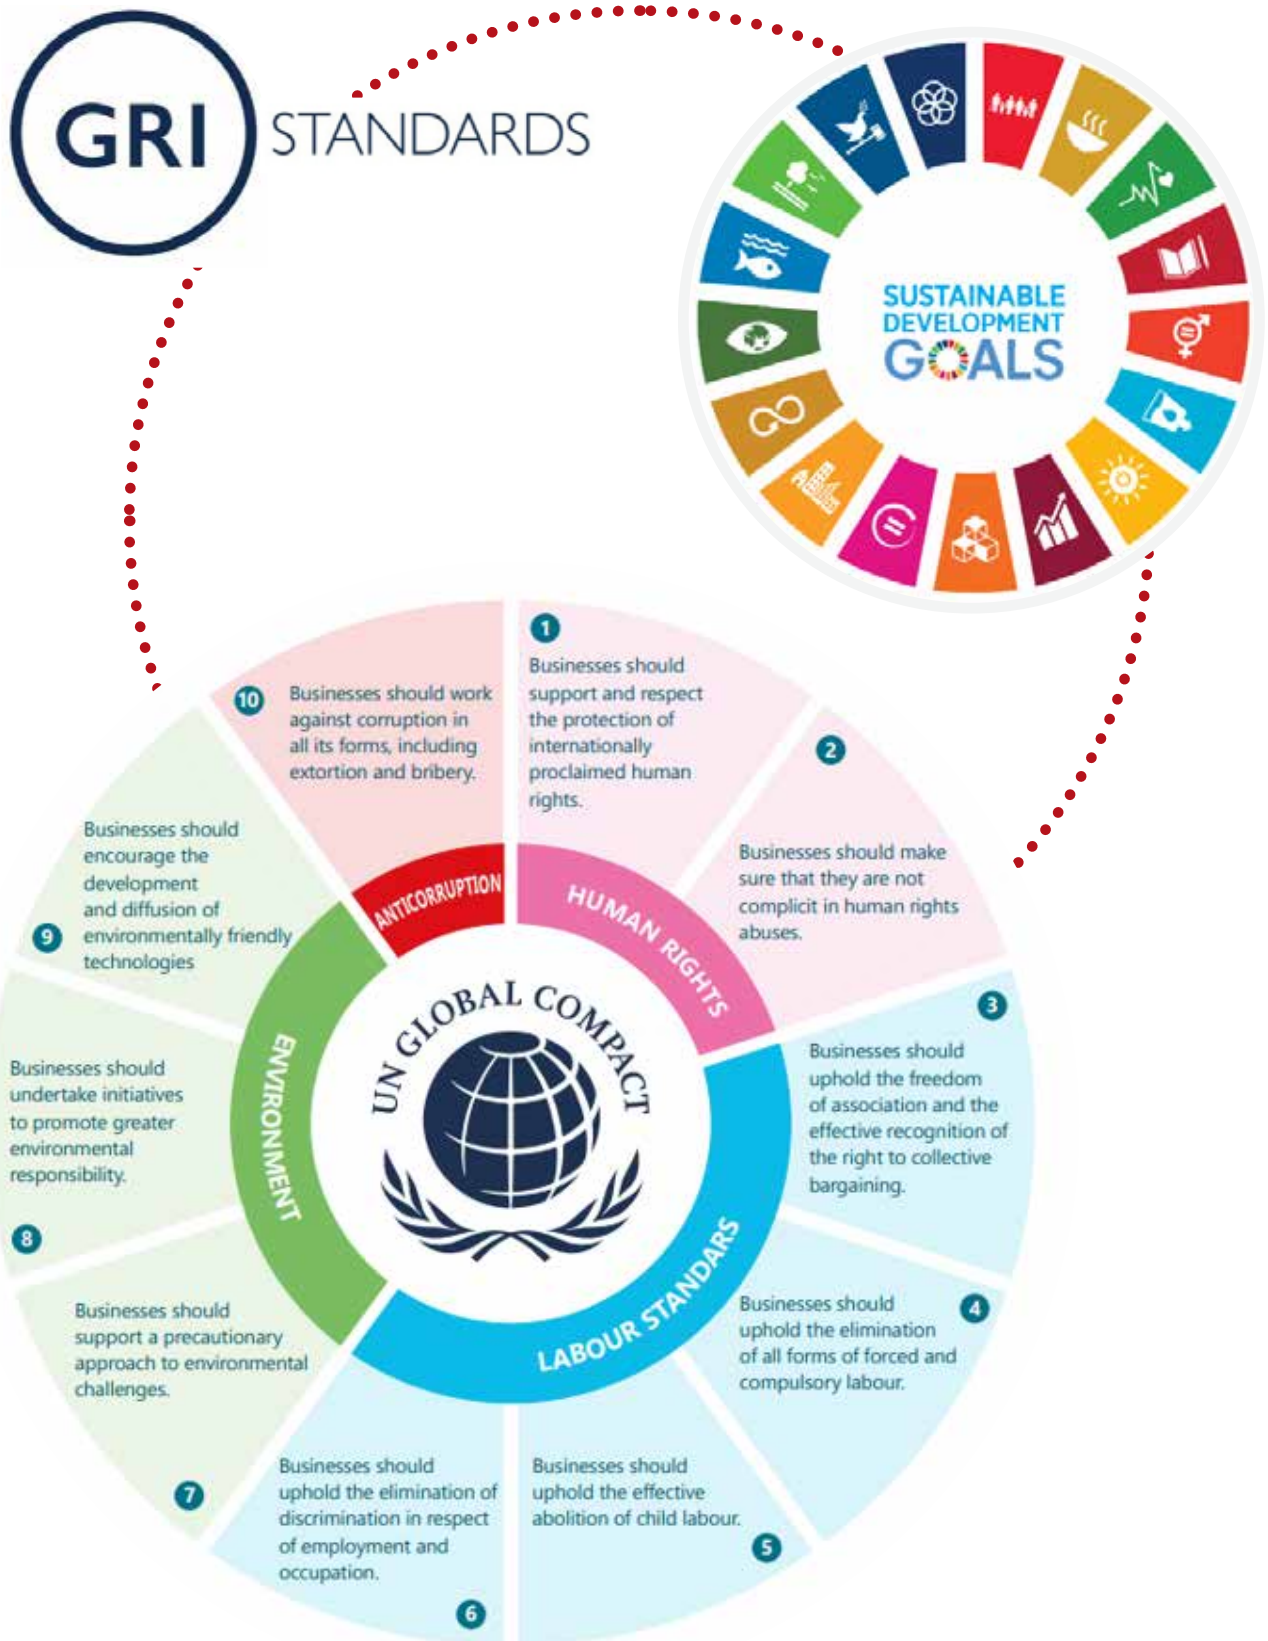 GRI
STANDARDS
SUSTAINABLE
DEVELOPMENT
GOALS
1
Businesses should
support and respect
the protection of
internationally
proclaimed human
rights.
2
Businesses should make
sure that they are not
complicit in human rights
abuses.
3
Businesses should
uphold the freedom
of association and the
effective recognition of
the right to collective
bargaining.
4
Businesses should
uphold the elimination
of all forms of forced and
compulsory labour.
5
Businesses should
uphold the effective
abolition of child labour.
6
Businesses should
uphold the elimination of
discrimination in respect
of employment and
occupation.
7
Businesses should
support a precautionary
approach to environmental
challenges.
8
Businesses should
undertake initiatives
to promote greater
environmental
responsibility.
9
Businesses should
encourage the
development
and diffusion of
environmentally friendly
technologies
10
Businesses should work
against corruption in
all its forms, including
extortion and bribery.
ANTICORRUPTION
HUMAN RIGHTS
LABOUR STANDARS
ENVIRONMENT
UN GLOBAL COMPACT